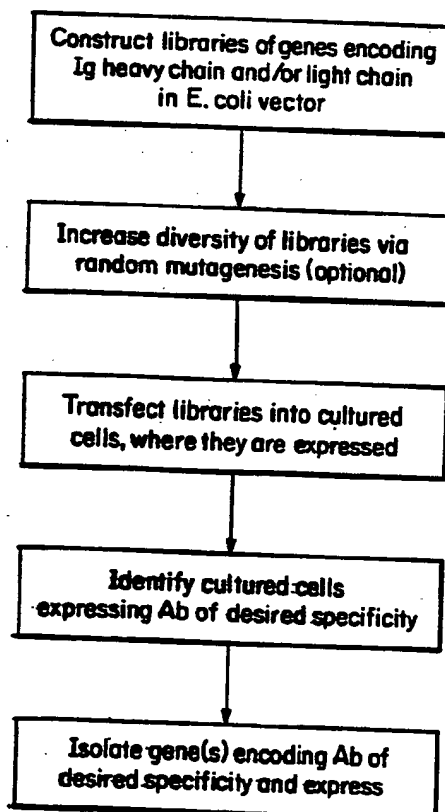 Construct libraries of genes encoding
Ig heavy chain and/or light chain
in E. coli vector
Increase diversity of libraries via
random mutagenesis (optional)
Transfect libraries into cultured
cells, where they are expressed
Identify cultured cells
expressing Ab of desired specificity
Isolate gene(s) encoding Ab of
desired specificity and express